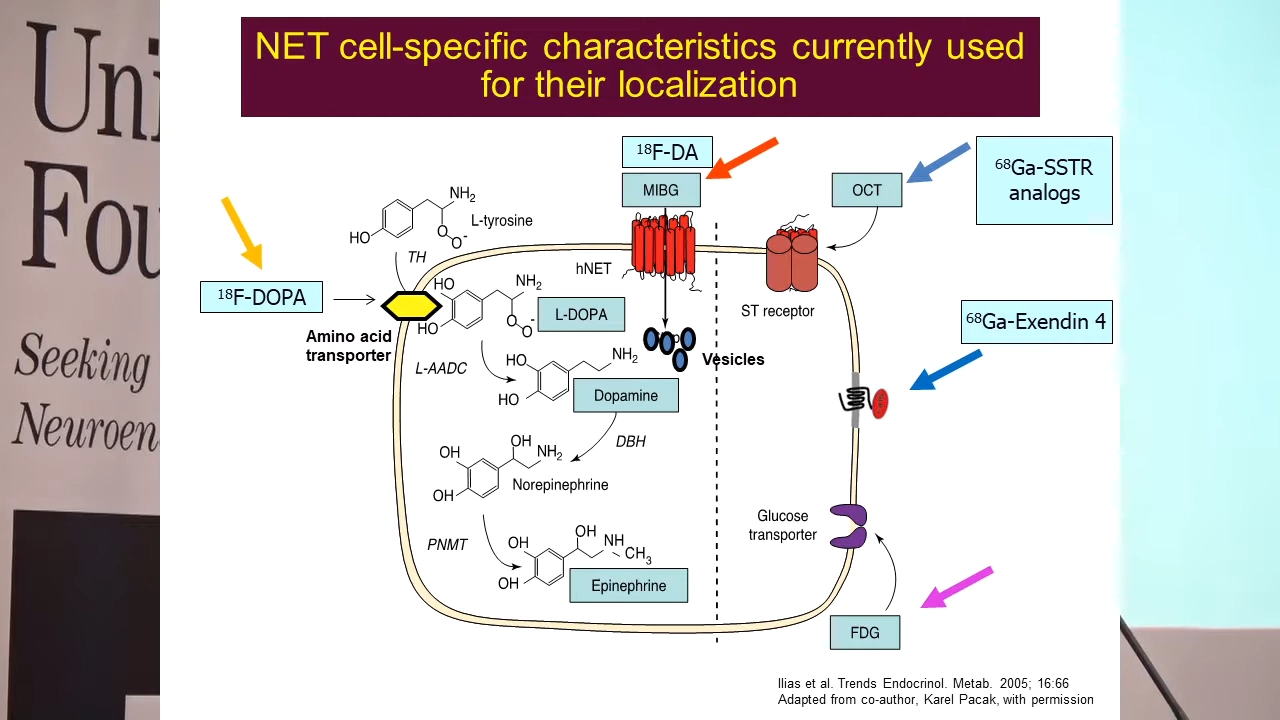 Uni
Fou
Seeking
Neuroen
NET cell-specific characteristics currently used
for their localization
¹⁸F-DA
MIBG
OCT
⁶⁸Ga-SSTR
analogs
NH₂
L-tyrosine
HO
O
O⁻
TH
hNET
ST receptor
¹⁸F-DOPA
Amino acid
transporter
HO
HO
NH₂
O
O⁻
L-DOPA
⁶⁸Ga-Exendin 4
Vesicles
L-AADC
HO
HO
NH₂
Dopamine
DBH
OH
OH
OH
NH₂
Norepinephrine
Glucose
transporter
PNMT
OH
OH
OH
NH
CH₃
Epinephrine
FDG
Ilias et al. Trends Endocrinol. Metab. 2005; 16:66
Adapted from co-author, Karel Pacak, with permission